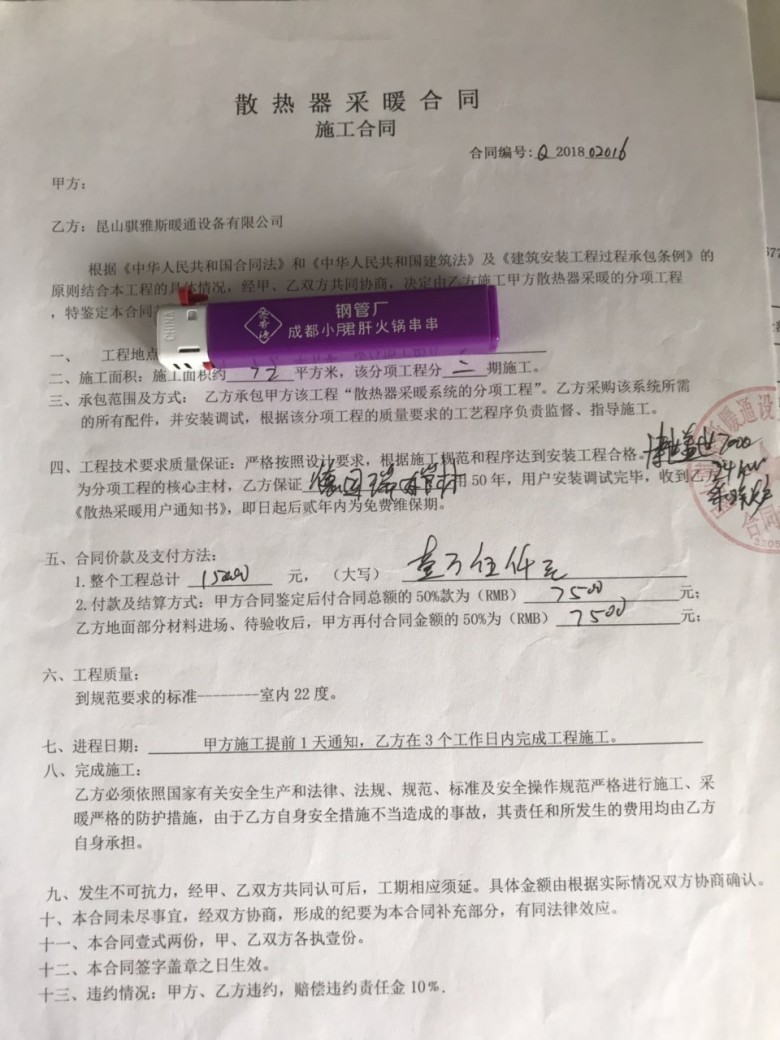 散热器采暖合同
施工合同
合同编号：Q 2018 02016
甲方：
乙方：昆山骐雅斯暖通设备有限公司
根据《中华人民共和国合同法》和《中华人民共和国建筑法》及《建筑安装工程过程承包条例》的
原则结合本工程的具体情况，经甲、乙双方共同协商，决定由乙方施工甲方散热器采暖的分项工程
，特鉴定本合同
CHINA
钢管厂
成都小郡肝火锅串串
一、 工程地点
二、施工面积：施工面积约 72 平方米，该分项工程分 二 期施工。
三、承包范围及方式： 乙方承包甲方该工程“散热器采暖系统的分项工程”。乙方采购该系统所需
的所有配件，并安装调试，根据该分项工程的质量要求的工艺程序负责监督、指导施工。
四、工程技术要求质量保证：严格按照设计要求，根据施工规范和程序达到安装工程合格。
7000
24kw
为分项工程的核心主材，乙方保证 德国瑞 管材 用 50 年，用户安装调试完毕，收到乙方
《散热采暖用户通知书》，即日起后贰年内为免费维保期。
暖通设
合同
五、合同价款及支付方法：
1.整个工程总计 15000 元，（大写） 壹万伍仟元
2.付款及结算方式：甲方合同鉴定后付合同总额的 50%款为（RMB） 7500 元；
乙方地面部分材料进场、待验收后，甲方再付合同金额的 50%为（RMB） 7500 元；
六、工程质量：
到规范要求的标准--------室内 22 度。
七、进程日期： 甲方施工提前 1 天通知，乙方在 3 个工作日内完成工程施工。
八、完成施工：
乙方必须依照国家有关安全生产和法律、法规、规范、标准及安全操作规范严格进行施工、采
暖严格的防护措施，由于乙方自身安全措施不当造成的事故，其责任和所发生的费用均由乙方
自身承担。
九、发生不可抗力，经甲、乙双方共同认可后，工期相应须延。具体金额由根据实际情况双方协商确认。
十、本合同未尽事宜，经双方协商，形成的纪要为本合同补充部分，有同法律效应。
十一、本合同壹式两份，甲、乙双方各执壹份。
十二、本合同签字盖章之日生效。
十三、违约情况：甲方、乙方违约，赔偿违约责任金 10%.